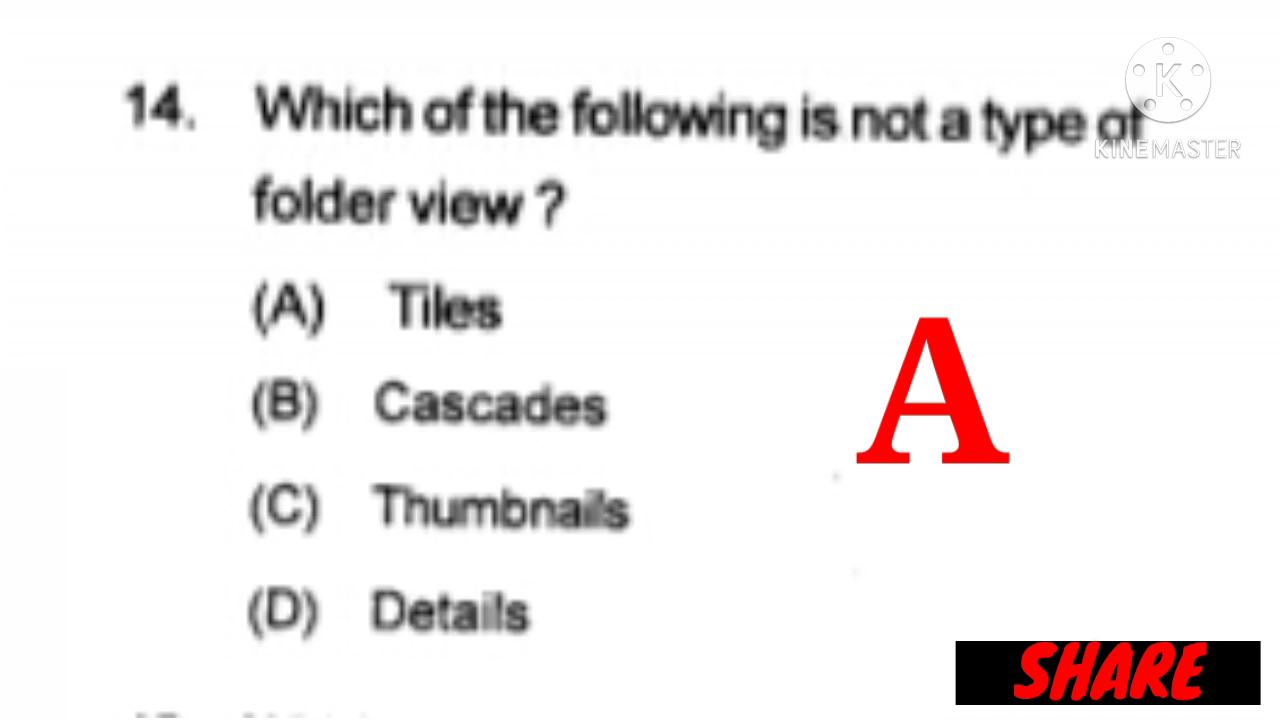 K
KINEMASTER
14. Which of the following is not a type of
folder view ?
(A) Tiles
A
(B) Cascades
(C) Thumbnails
(D) Details
SHARE